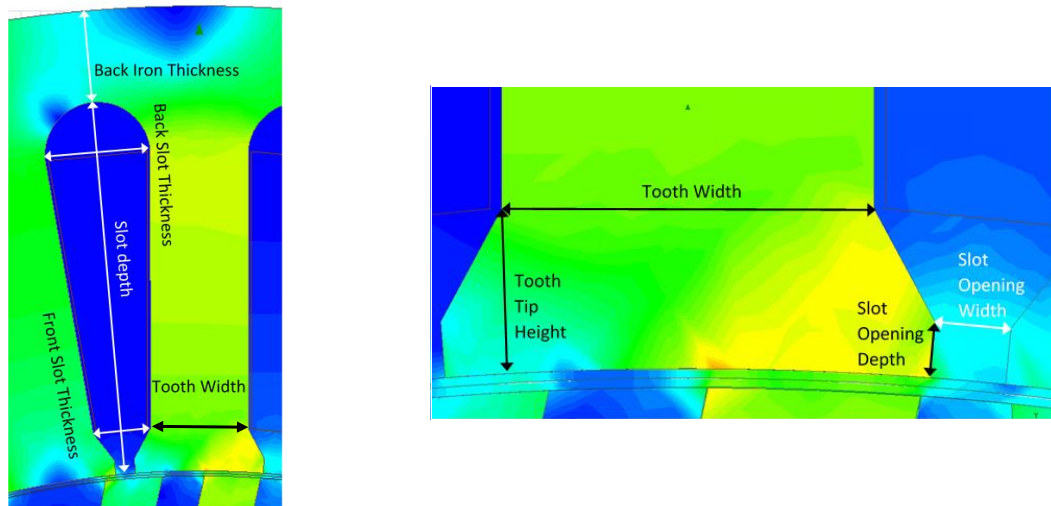 Back Iron Thickness
Back Slot Thickness
Slot depth
Front Slot Thickness
Tooth Width
Tooth Width
Tooth
Tip
Height
Slot
Opening
Depth
Slot
Opening
Width